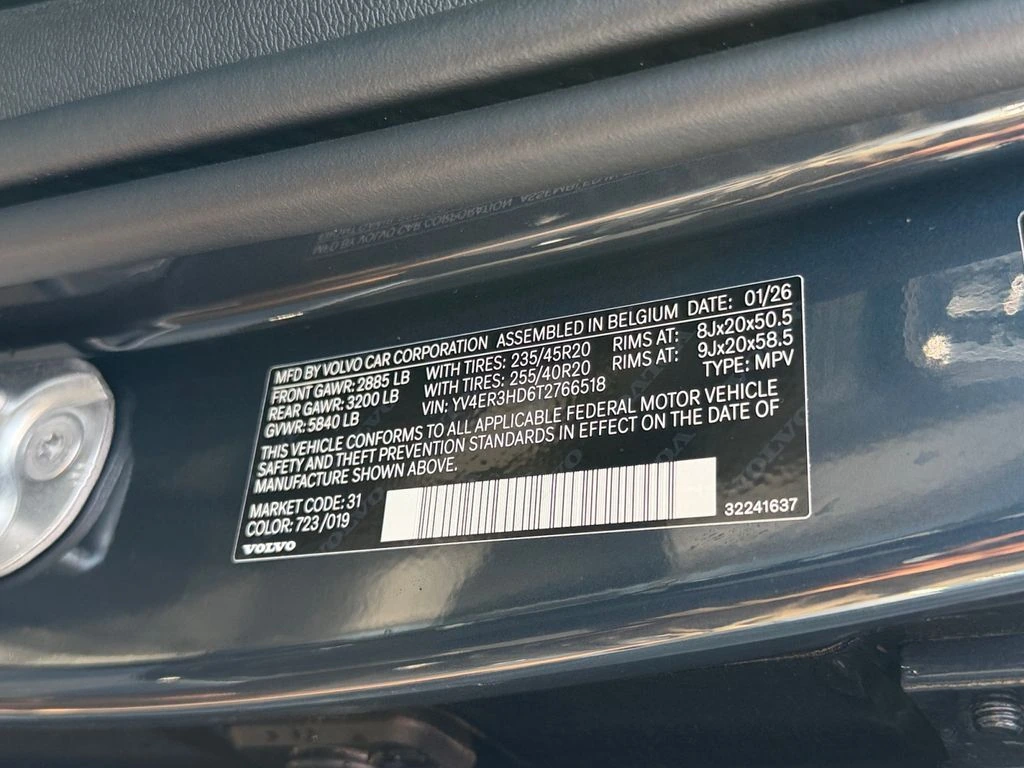 MFD BY VOLVO CAR CORPORATION ASSEMBLED IN BELGIUM DATE: 01/26
FRONT GAWR: 2885 LB WITH TIRES: 235/45R20 RIMS AT: 8Jx20x50.5
REAR GAWR: 3200 LB WITH TIRES: 255/40R20 RIMS AT: 9Jx20x58.5
GVWR: 5840 LB VIN: YV4ER3HD6T2766518 TYPE: MPV
THIS VEHICLE CONFORMS TO ALL APPLICABLE FEDERAL MOTOR VEHICLE
SAFETY AND THEFT PREVENTION STANDARDS IN EFFECT ON THE DATE OF
MANUFACTURE SHOWN ABOVE.
MARKET CODE: 31
COLOR: 723 /019
VOLVO
32241637